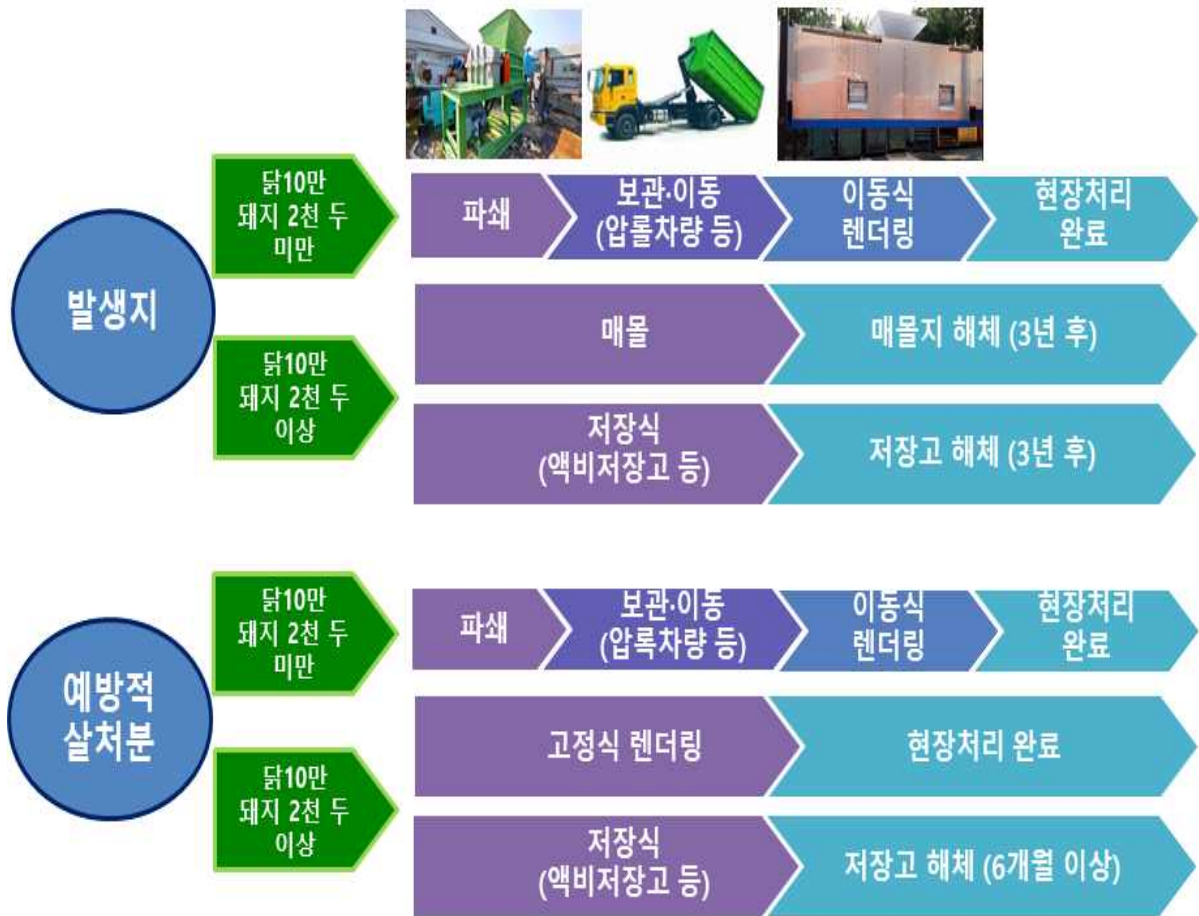 발생지
닭10만
돼지 2천 두
미만
파쇄
보관·이동
(압롤차량 등)
이동식
렌더링
현장처리
완료
매몰
매몰지 해체 (3년 후)
닭10만
돼지 2천 두
이상
저장식
(액비저장고 등)
저장고 해체 (3년 후)
예방적
살처분
닭10만
돼지 2천 두
미만
파쇄
보관·이동
(압록차량 등)
이동식
렌더링
현장처리
완료
고정식 렌더링
현장처리 완료
닭10만
돼지 2천 두
이상
저장식
(액비저장고 등)
저장고 해체 (6개월 이상)